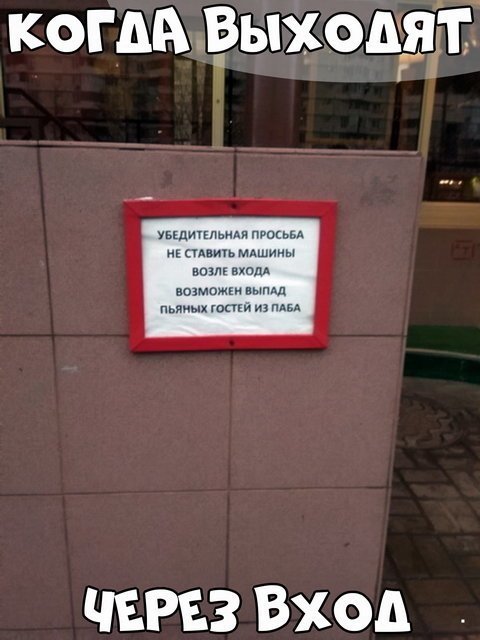 КОГДА ВЫХОДЯТ
УБЕДИТЕЛЬНАЯ ПРОСЬБА
НЕ СТАВИТЬ МАШИНЫ
ВОЗЛЕ ВХОДА
ВОЗМОЖЕН ВЫПАД
ПЬЯНЫХ ГОСТЕЙ ИЗ ПАБА
ЧЕРЕЗ ВХОД .